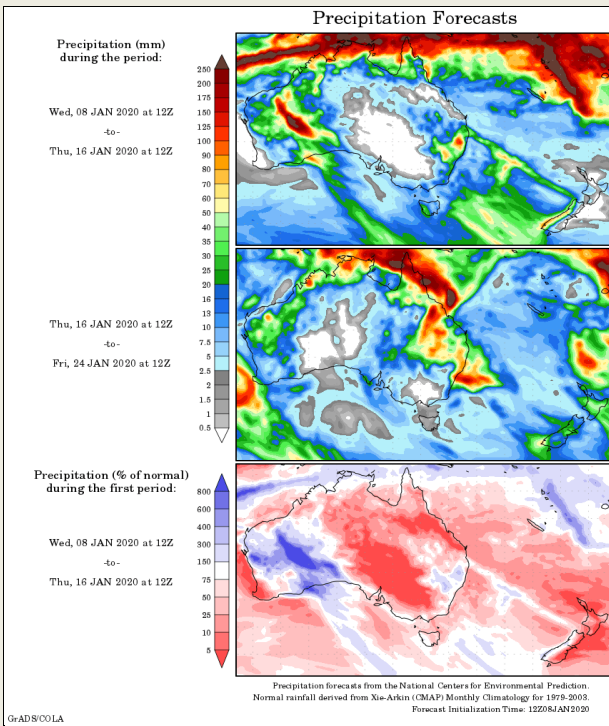 Precipitation Forecasts
Precipitation (mm)
during the period:
Wed, 08 JAN 2020 at 12Z
-to-
Thu, 16 JAN 2020 at 12Z
250
200
175
150
125
100
90
80
70
60
50
40
35
30
25
20
16
13
10
7.5
5
2.5
2
1.5
1
0.5
Thu, 16 JAN 2020 at 12Z
-to-
Fri, 24 JAN 2020 at 12Z
Precipitation (% of normal)
during the first period:
Wed, 08 JAN 2020 at 12Z
-to-
Thu, 16 JAN 2020 at 12Z
800
600
400
300
150
75
50
25
10
5
Precipitation forecasts from the National Centers for Environmental Prediction.
Normal rainfall derived from Xie-Arkin (CMAP) Monthly Climatology for 1979-2003.
Forecast Initialization Time: 12Z08JAN2020
GrADS/COLA